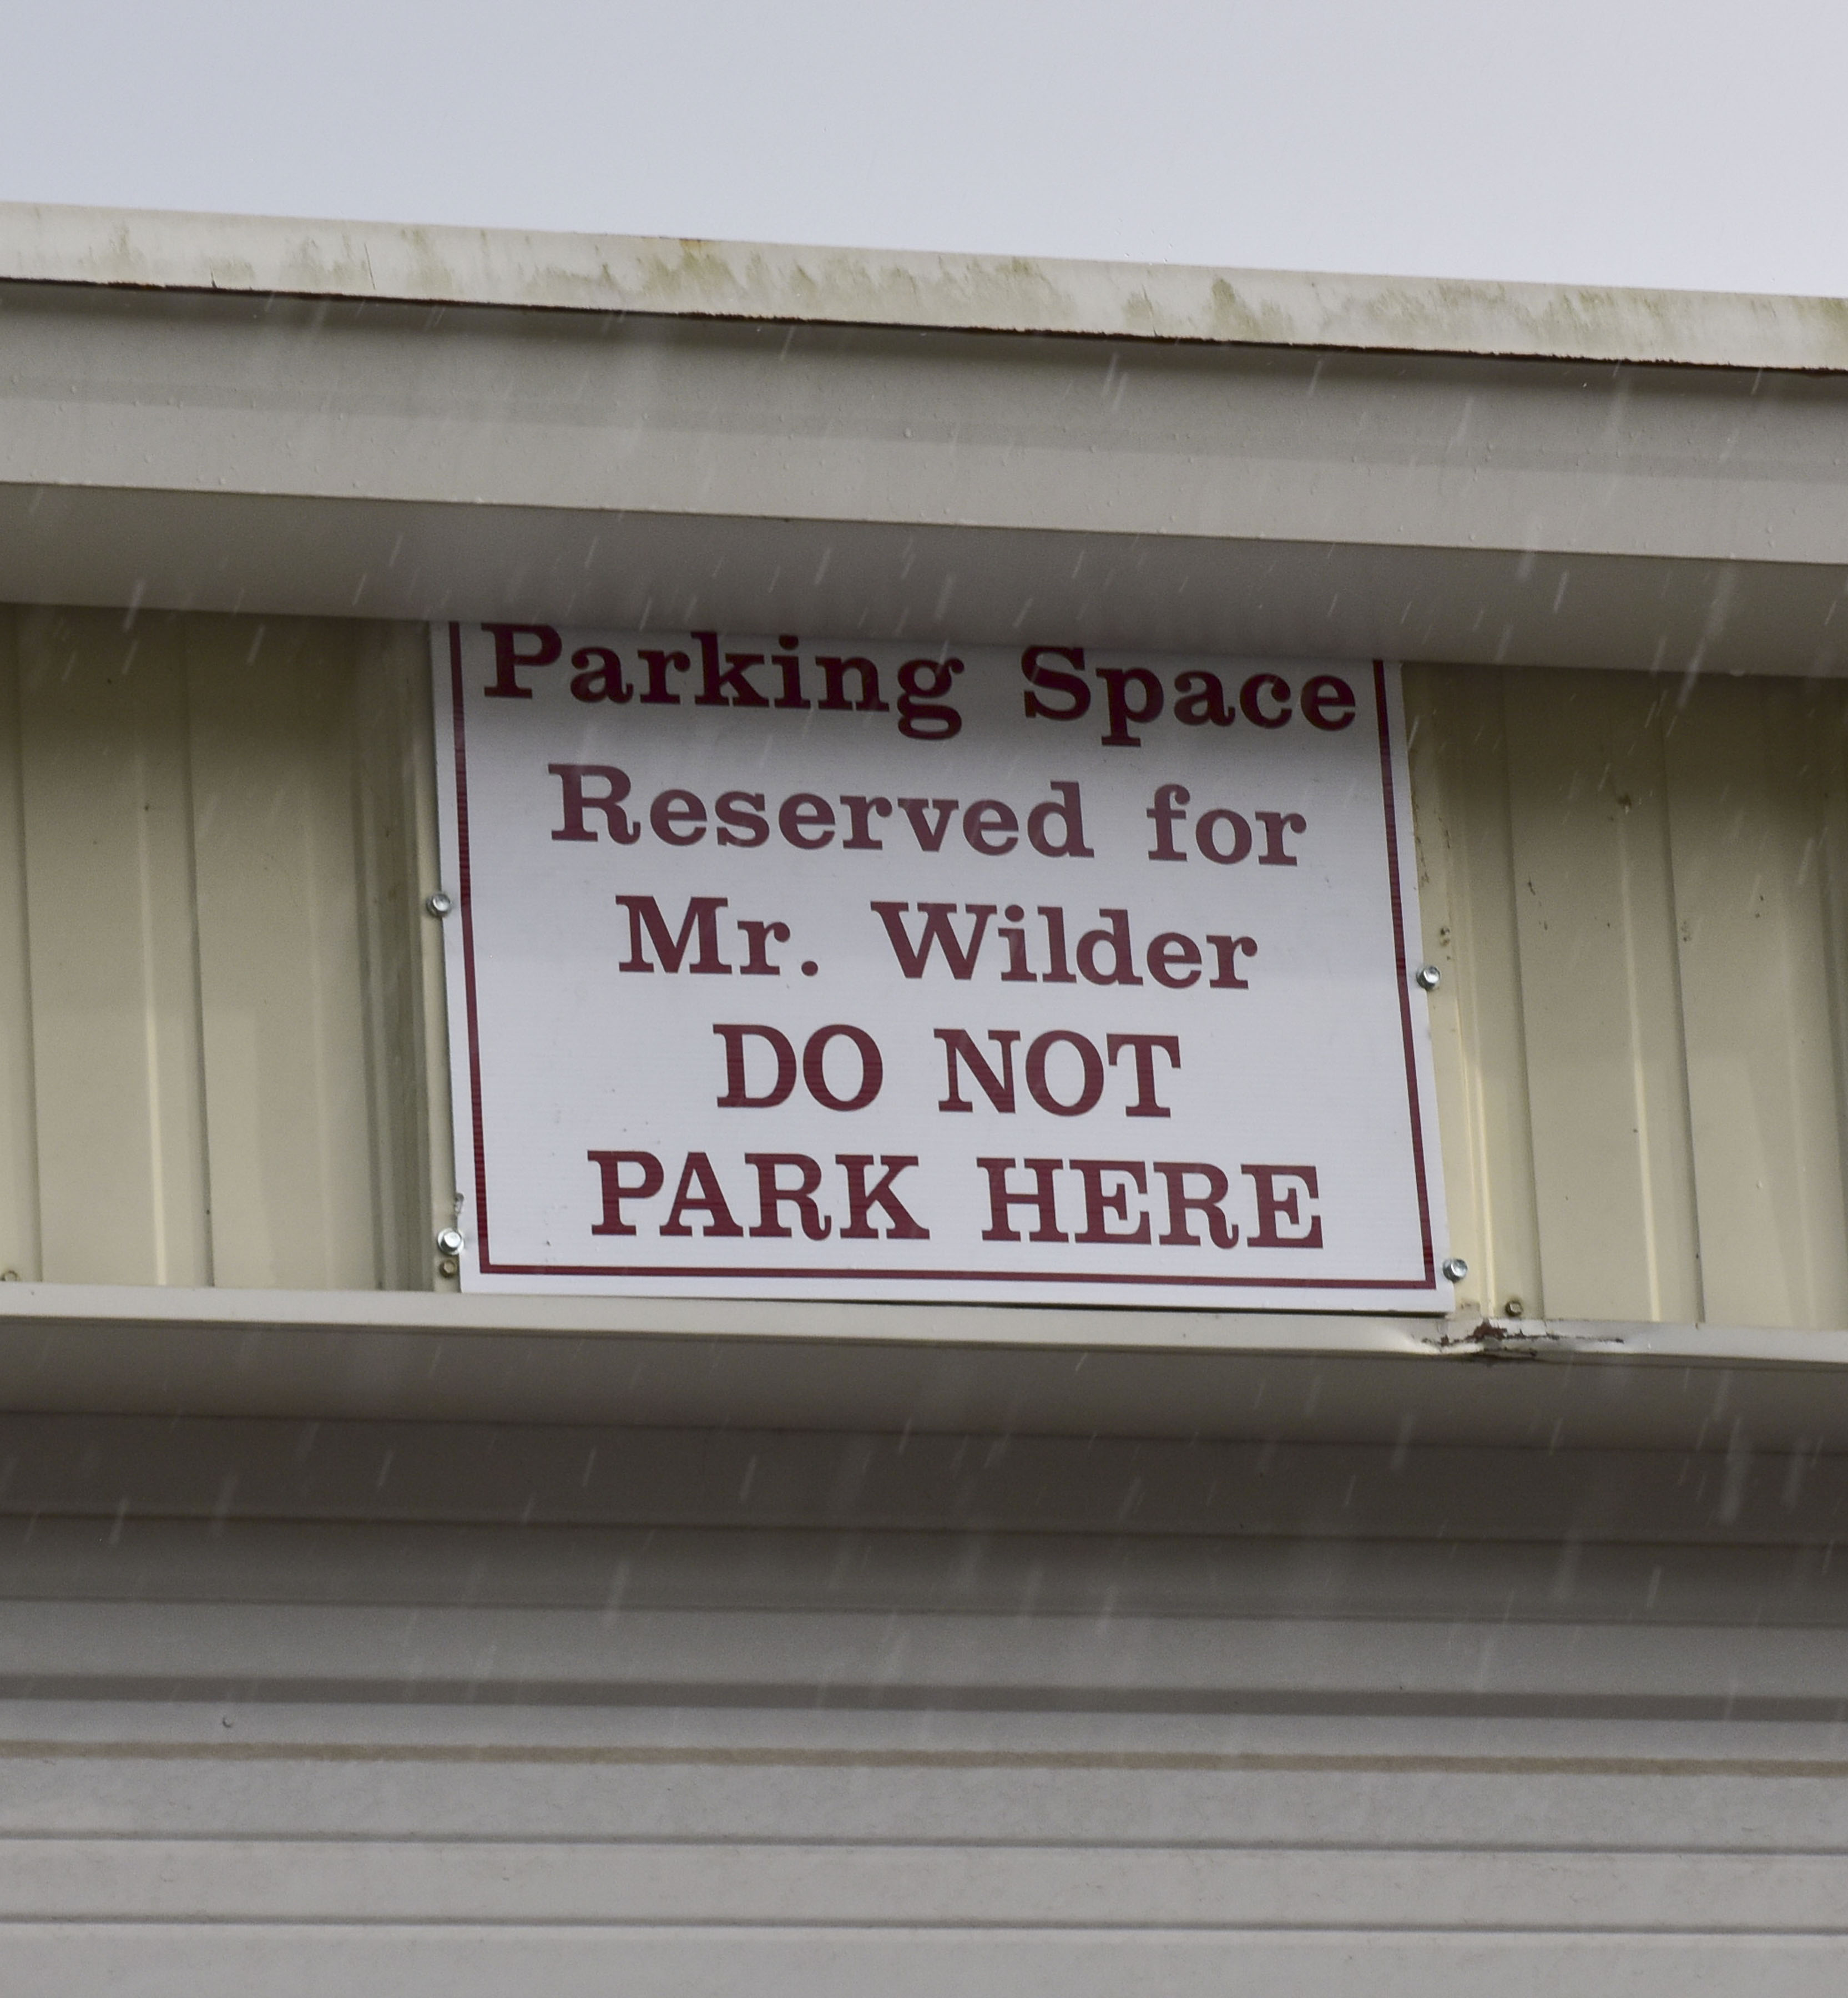 Parking Space
Reserved for
Mr. Wilder
DO NOT
PARK HERE